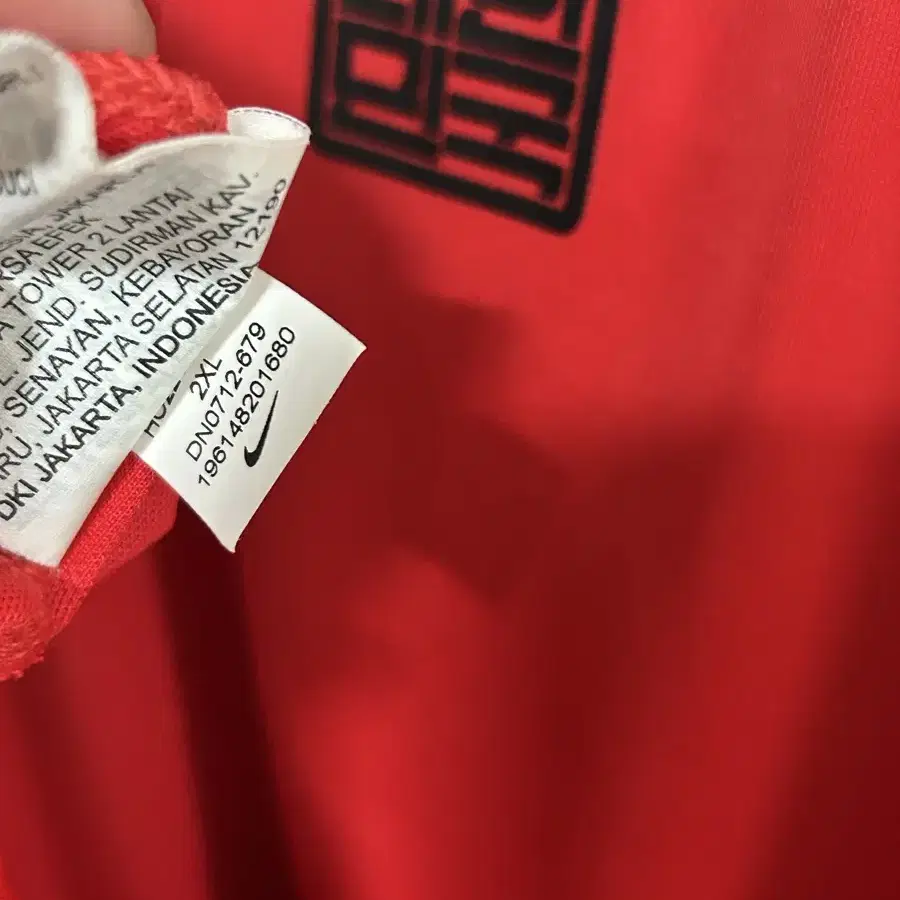 RSA EFEK
TOWER 2 LANTAI
JEND. SUDIRMAN KAV.
SENAYAN, KEBAYORAN
JAKARTA SELATAN 12190
DKI JAKARTA, INDONESIA
2XL
DN0712-679
196148201680